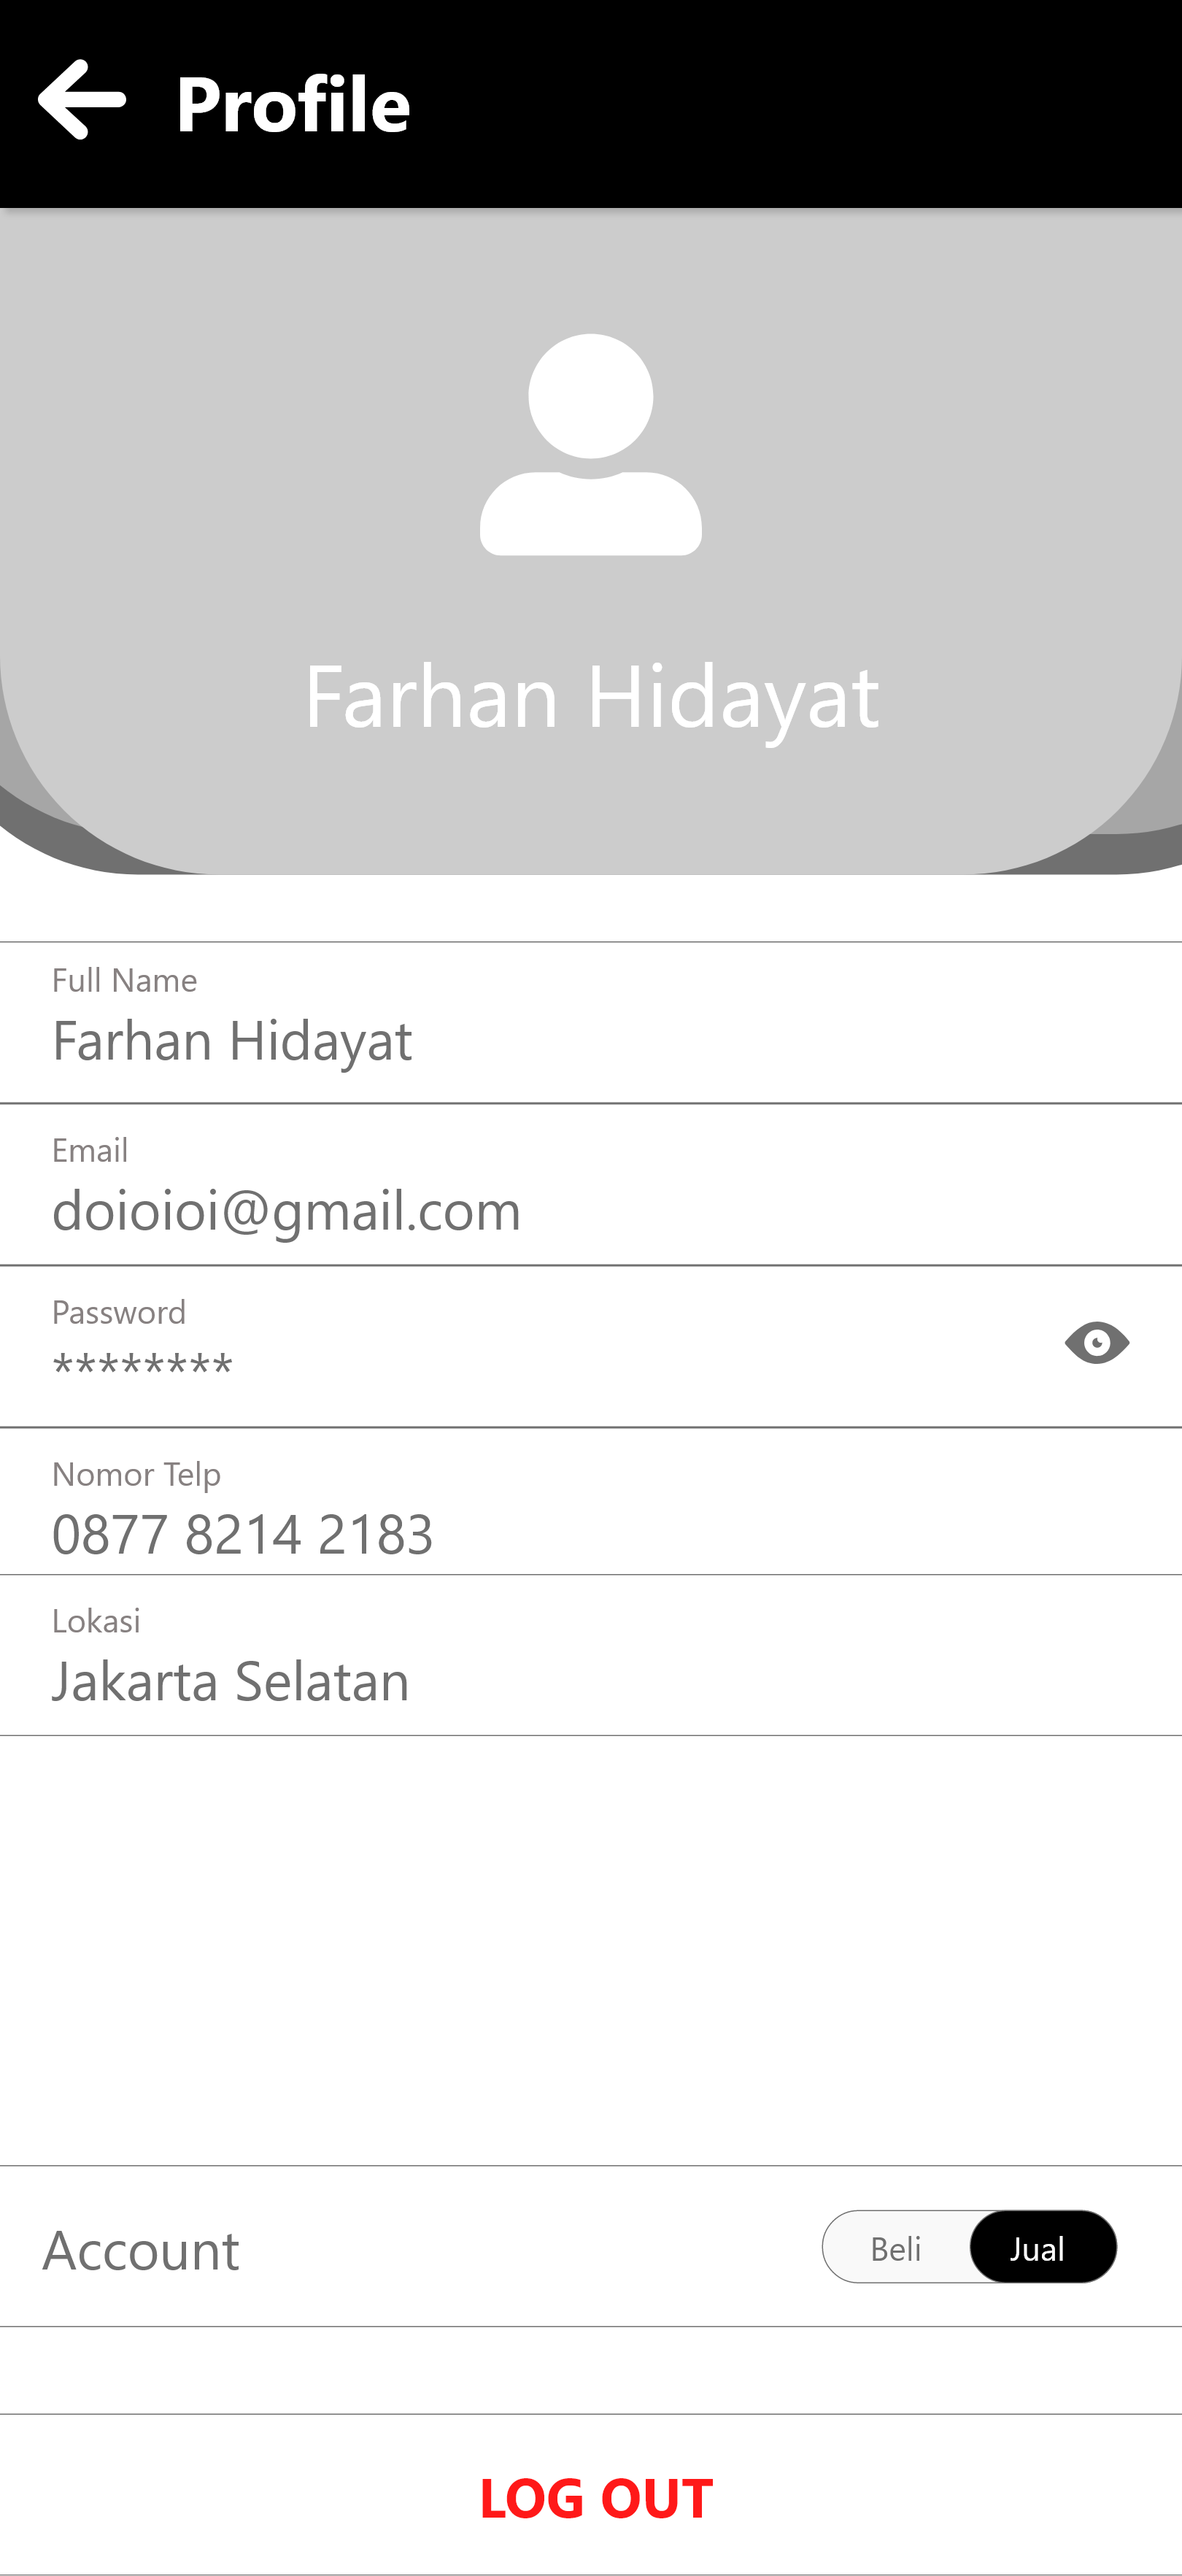 Profile
Farhan Hidayat
Full Name
Farhan Hidayat
Email
doioioi@gmail.com
Password
********
Nomor Telp
0877 8214 2183
Lokasi
Jakarta Selatan
Account
Beli
Jual
LOG OUT